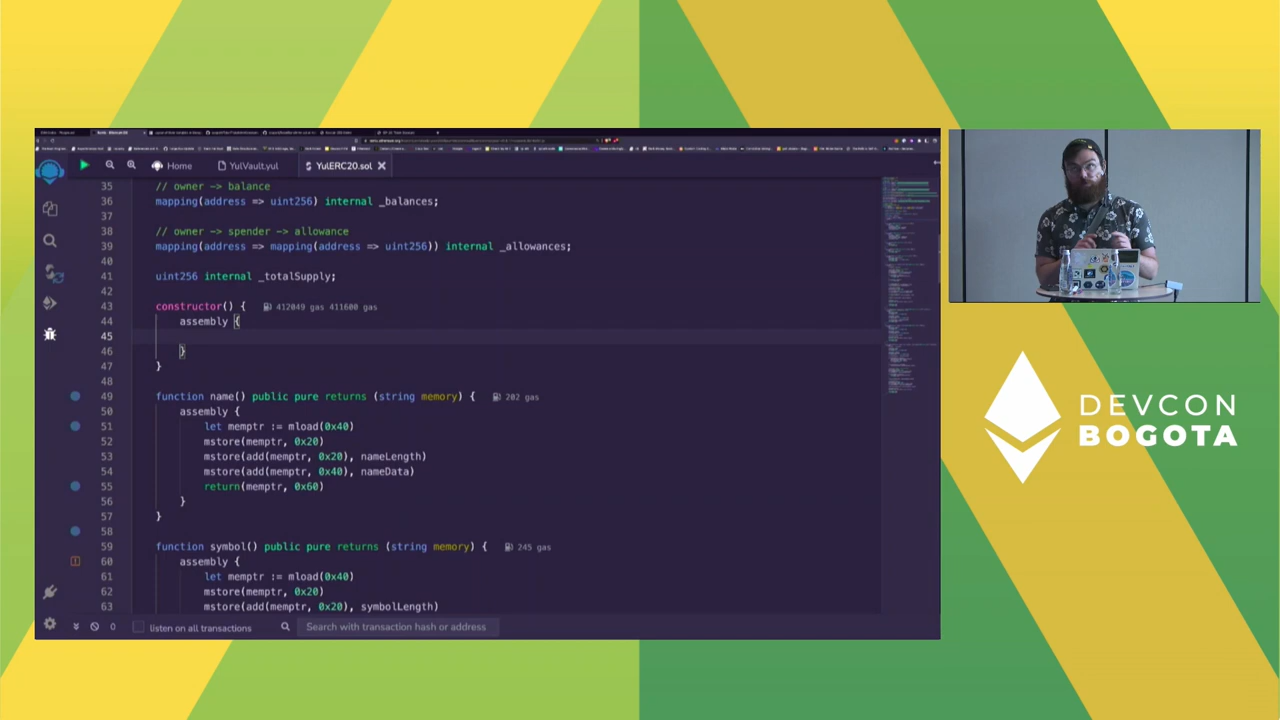 Home
YulVault.yul
YulERC20.sol
35 // owner -> balance
36 mapping(address => uint256) internal _balances;
37
38 // owner -> spender -> allowance
39 mapping(address => mapping(address => uint256)) internal _allowances;
40
41 uint256 internal _totalSupply;
42
43 constructor() { 412049 gas 411600 gas
44 assembly {
45
46 }
47 }
48
49 function name() public pure returns (string memory) { 202 gas
50 assembly {
51 let memptr := mload(0x40)
52 mstore(memptr, 0x20)
53 mstore(add(memptr, 0x20), nameLength)
54 mstore(add(memptr, 0x40), nameData)
55 return(memptr, 0x60)
56 }
57 }
58
59 function symbol() public pure returns (string memory) { 245 gas
60 assembly {
61 let memptr := mload(0x40)
62 mstore(memptr, 0x20)
63 mstore(add(memptr, 0x20), symbolLength)
0 listen on all transactions
Search with transaction hash or address
DEVCON
BOGOTA